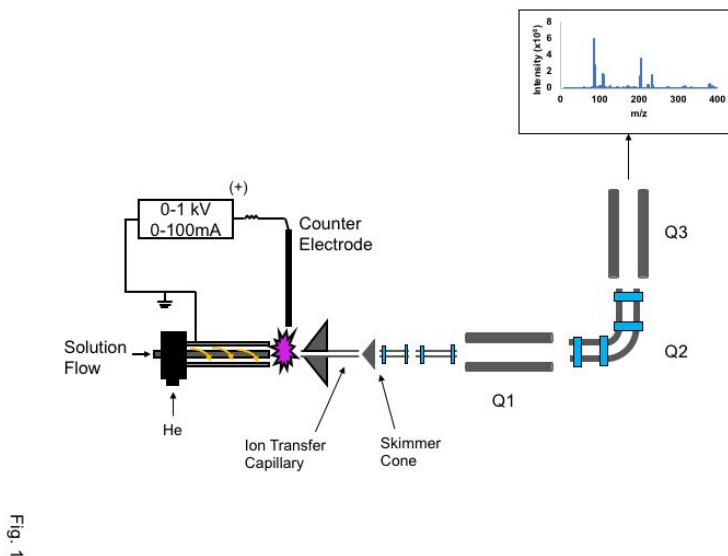 Intensity (x10⁶)
8
6
4
2
0
0 100 200 300 400
m/z
(+)
0-1 kV
0-100mA
Counter
Electrode
Q3
Solution
Flow
Q2
He
Q1
Ion Transfer
Capillary
Skimmer
Cone
Fig. 1